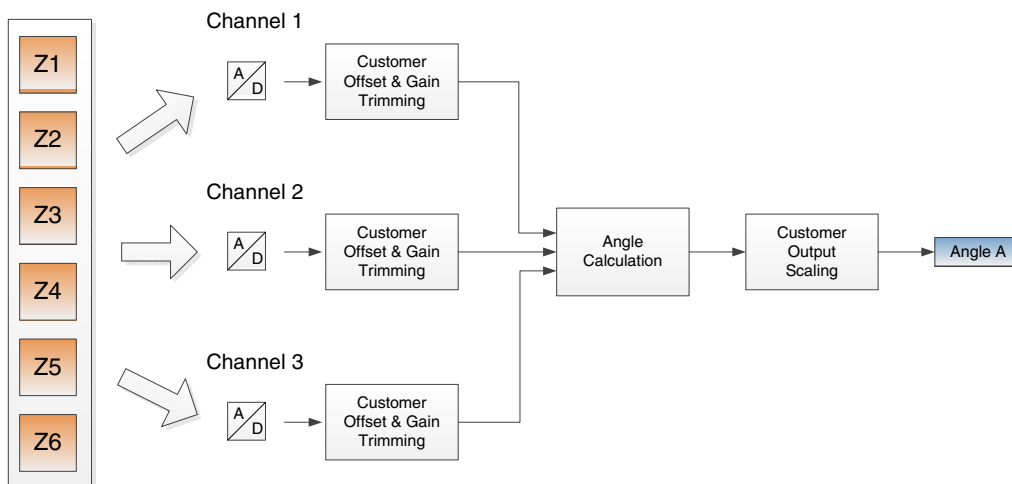 Z1
Z2
Z3
Z4
Z5
Z6
Channel 1
A
D
Customer
Offset & Gain
Trimming
Channel 2
A
D
Customer
Offset & Gain
Trimming
Channel 3
A
D
Customer
Offset & Gain
Trimming
Angle
Calculation
Customer
Output
Scaling
Angle A